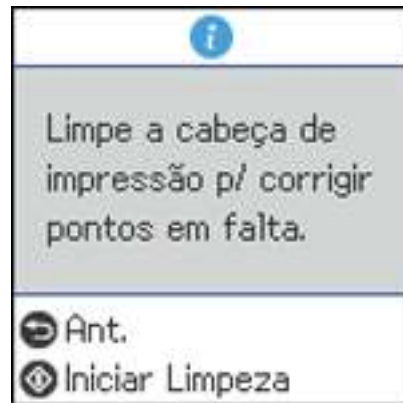 Limpe a cabeça de
impressão p/ corrigir
pontos em falta.
Ant.
Iniciar Limpeza